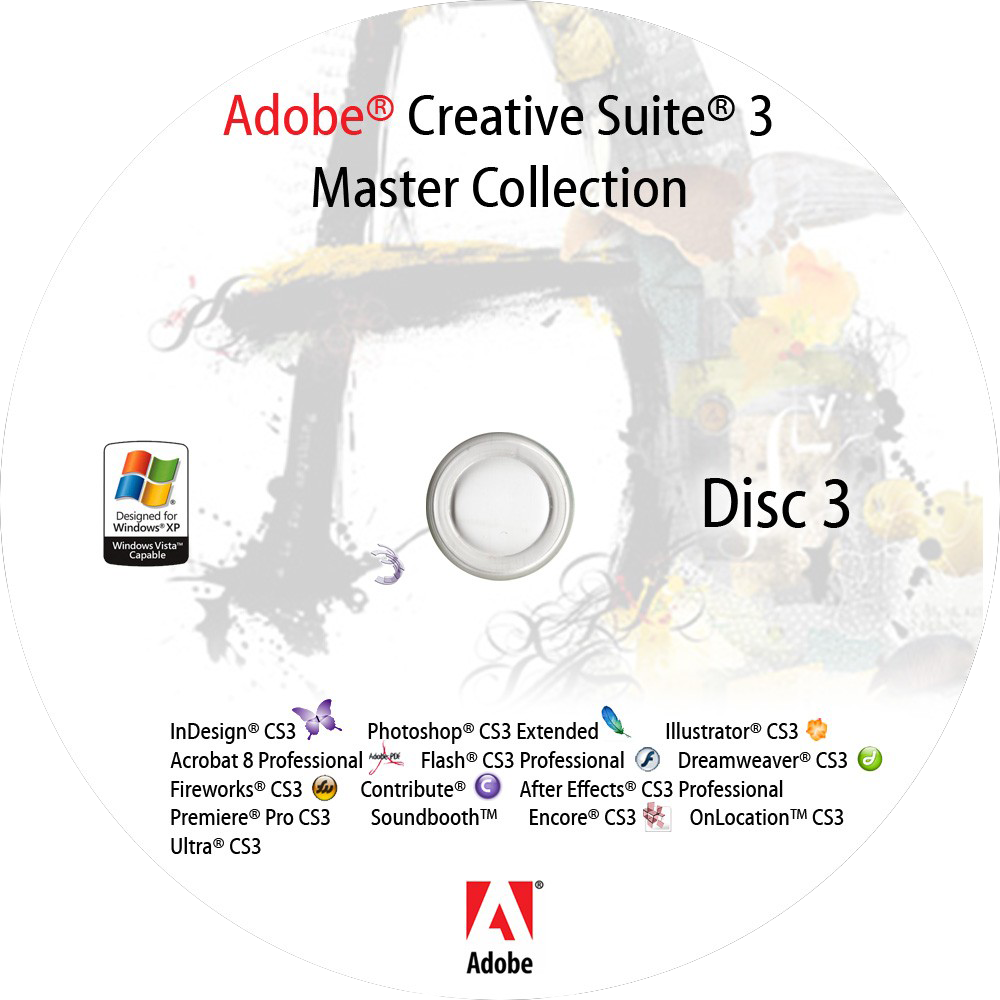 Adobe® Creative Suite® 3
Master Collection
Designed for
Windows® XP
Windows Vista™
Capable
Disc 3
InDesign® CS3 Photoshop® CS3 Extended Illustrator® CS3
Acrobat 8 Professional Adobe PDF Flash® CS3 Professional Dreamweaver® CS3
Fireworks® CS3 Contribute® After Effects® CS3 Professional
Premiere® Pro CS3 Soundbooth™ Encore® CS3 OnLocation™ CS3
Ultra® CS3
Adobe